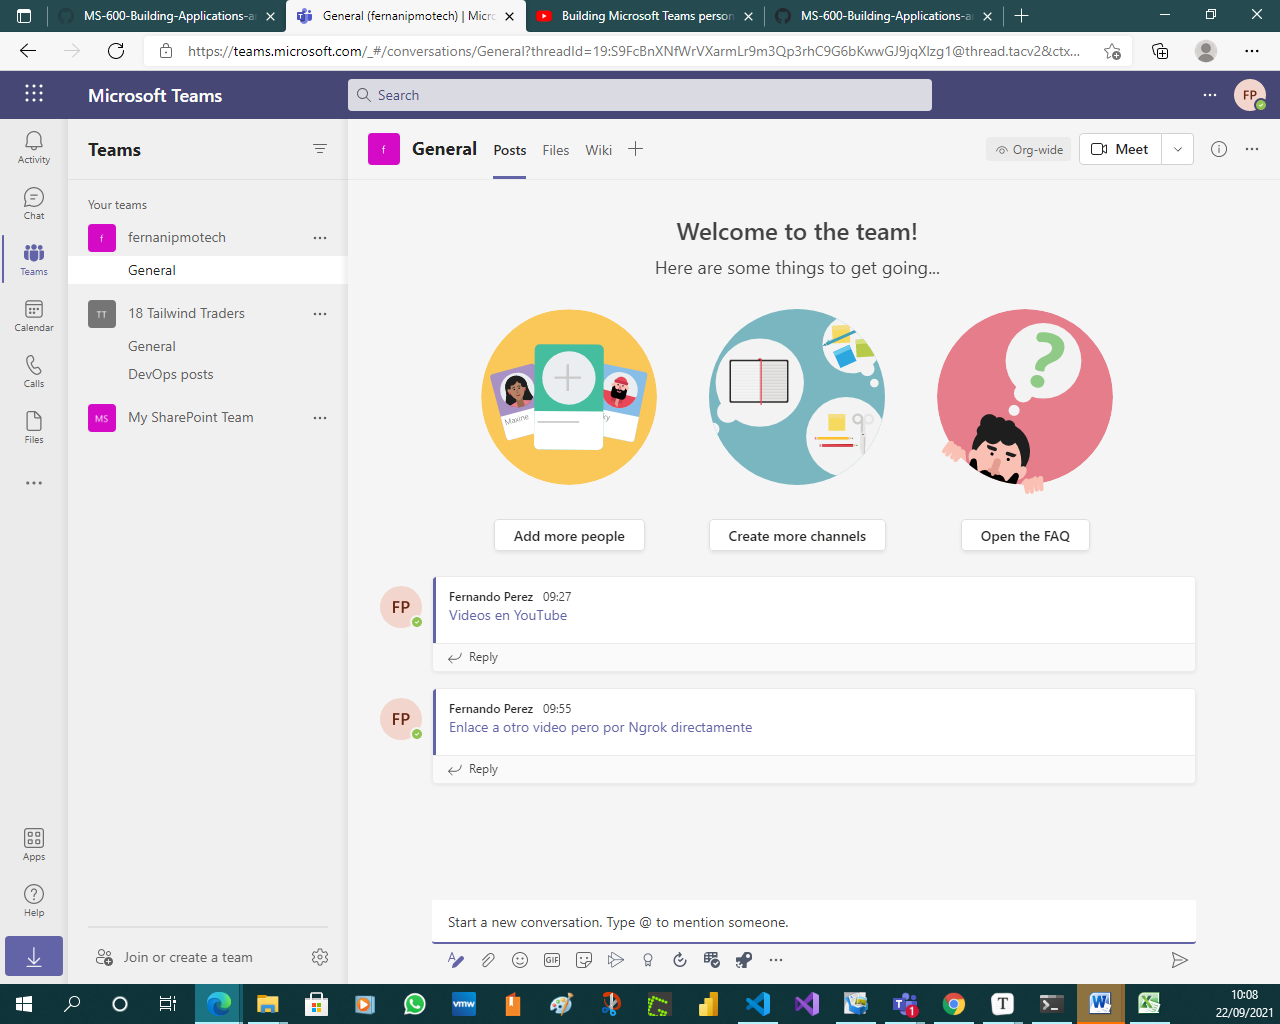 MS-600-Building-Applications-a
General (fernanipmotech) | Micr
Building Microsoft Teams person
MS-600-Building-Applications-a
https://teams.microsoft.com/_#/conversations/General?threadId=19:S9FcBnXNfWrVXarmLr9m3Qp3rhC9G6bKwwGJ9jqXIzg1@thread.tacv2&ctx...
Microsoft Teams
Search
FP
Activity
Chat
Teams
Calendar
Calls
Files
Apps
Help
Teams
Your teams
f
fernanipmotech
General
TT
18 Tailwind Traders
General
DevOps posts
MS
My SharePoint Team
Join or create a team
f
General
Posts
Files
Wiki
Org-wide
Meet
Welcome to the team!
Here are some things to get going...
Maxine
ky
?
Add more people
Create more channels
Open the FAQ
FP
Fernando Perez 09:27
Videos en YouTube
Reply
FP
Fernando Perez 09:55
Enlace a otro video pero por Ngrok directamente
Reply
Start a new conversation. Type @ to mention someone.
GIF
vmw
T
1
10:08
22/09/2021